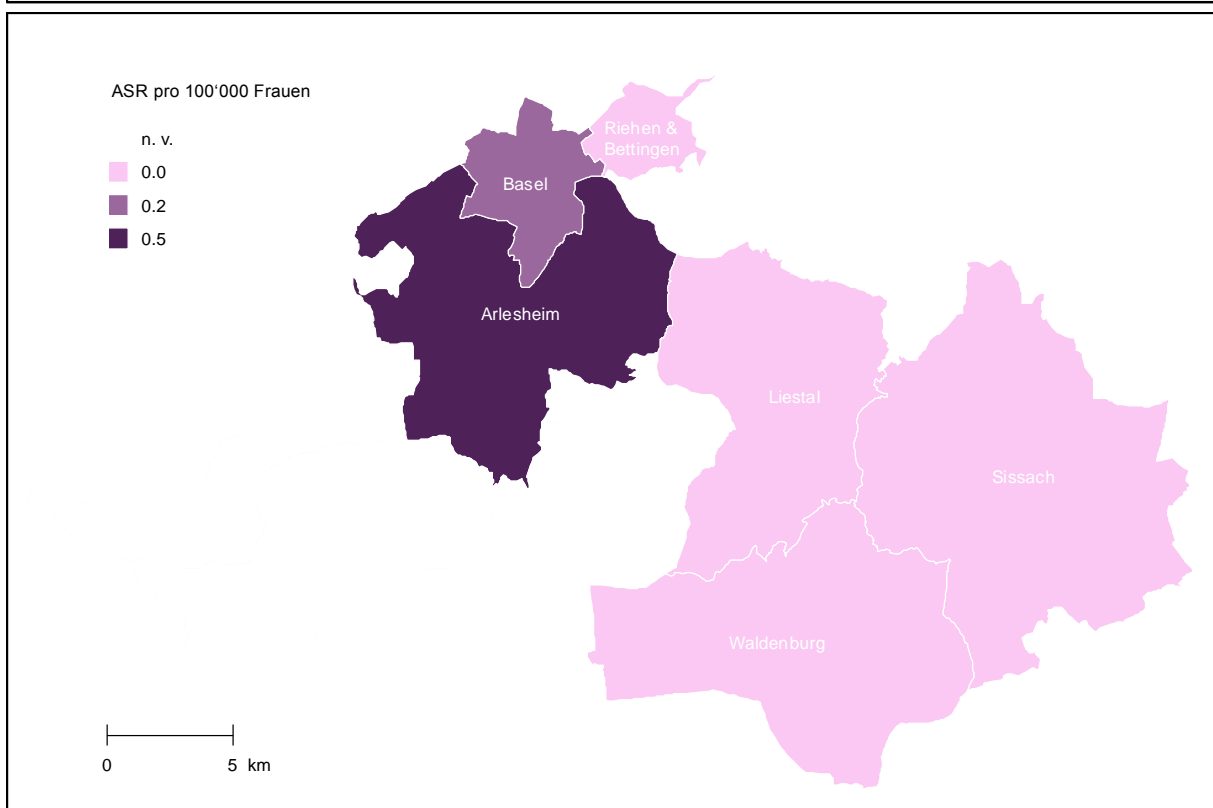 ASR pro 100‘000 Frauen
n. v.
0.0
0.2
0.5
Riehen &
Bettingen
Basel
Arlesheim
Liestal
Sissach
Waldenburg
0 5 km